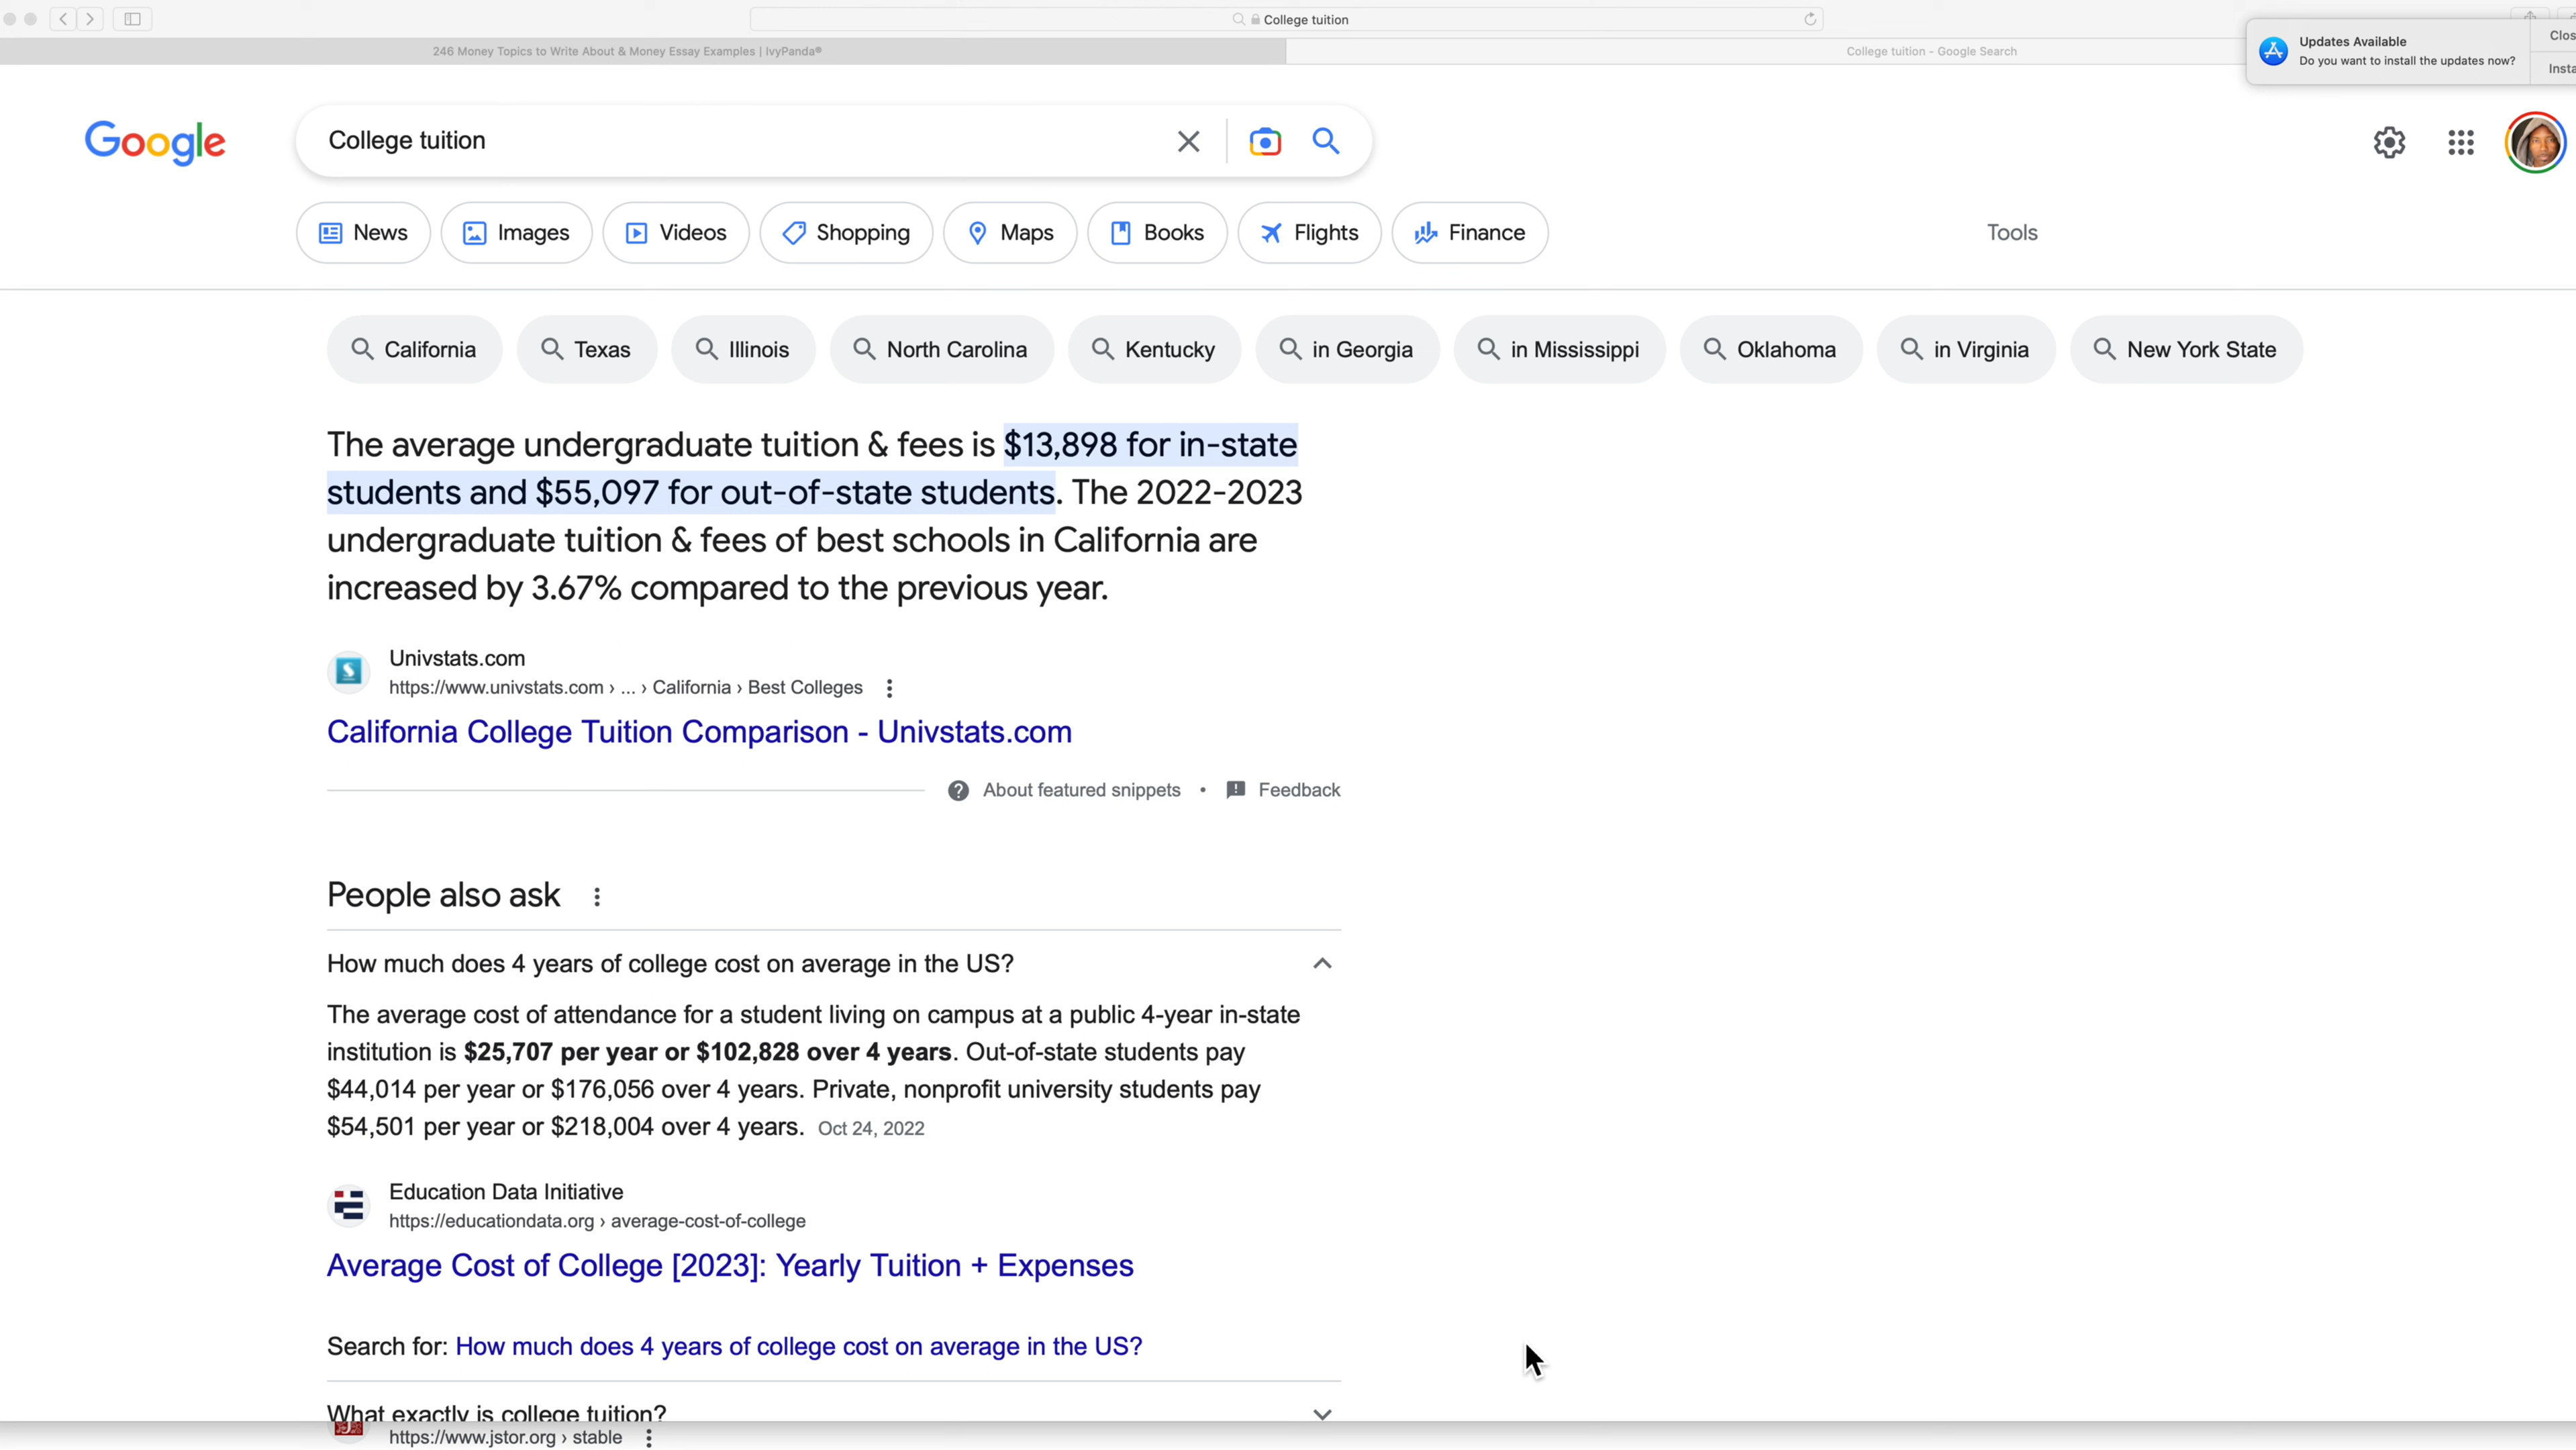 College tuition
246 Money Topics to Write About & Money Essay Examples | IvyPanda®
College tuition - Google Search
Updates Available
Do you want to install the updates now?
Clos
Insta
Google
College tuition
News
Images
Videos
Shopping
Maps
Books
Flights
Finance
Tools
California
Texas
Illinois
North Carolina
Kentucky
in Georgia
in Mississippi
Oklahoma
in Virginia
New York State
The average undergraduate tuition & fees is $13,898 for in-state
students and $55,097 for out-of-state students. The 2022-2023
undergraduate tuition & fees of best schools in California are
increased by 3.67% compared to the previous year.
Univstats.com
https://www.univstats.com › ... › California › Best Colleges
California College Tuition Comparison - Univstats.com
About featured snippets • Feedback
People also ask
How much does 4 years of college cost on average in the US?
The average cost of attendance for a student living on campus at a public 4-year in-state
institution is $25,707 per year or $102,828 over 4 years. Out-of-state students pay
$44,014 per year or $176,056 over 4 years. Private, nonprofit university students pay
$54,501 per year or $218,004 over 4 years. Oct 24, 2022
Education Data Initiative
https://educationdata.org › average-cost-of-college
Average Cost of College [2023]: Yearly Tuition + Expenses
Search for: How much does 4 years of college cost on average in the US?
What exactly is college tuition?
https://www.jstor.org › stable